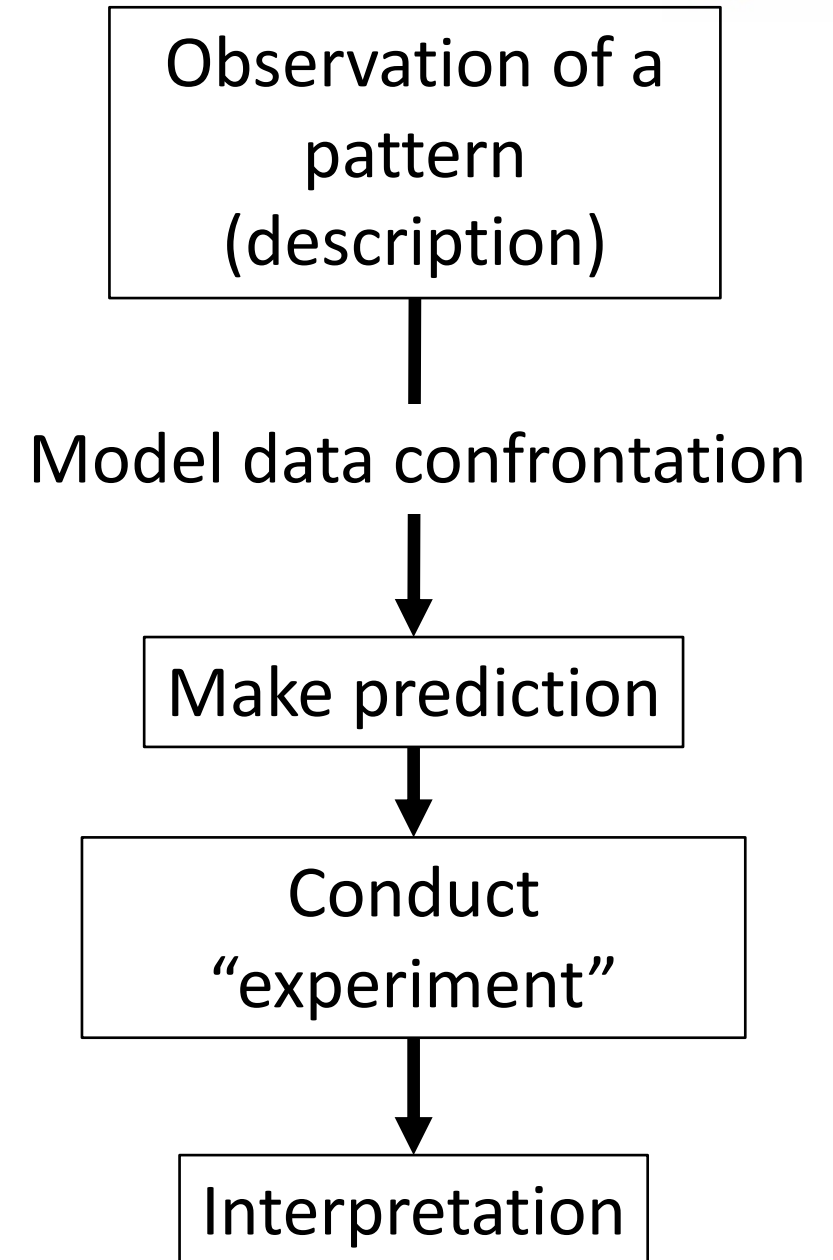 Observation of a
pattern
(description)
Model data confrontation
Make prediction
Conduct
“experiment”
Interpretation